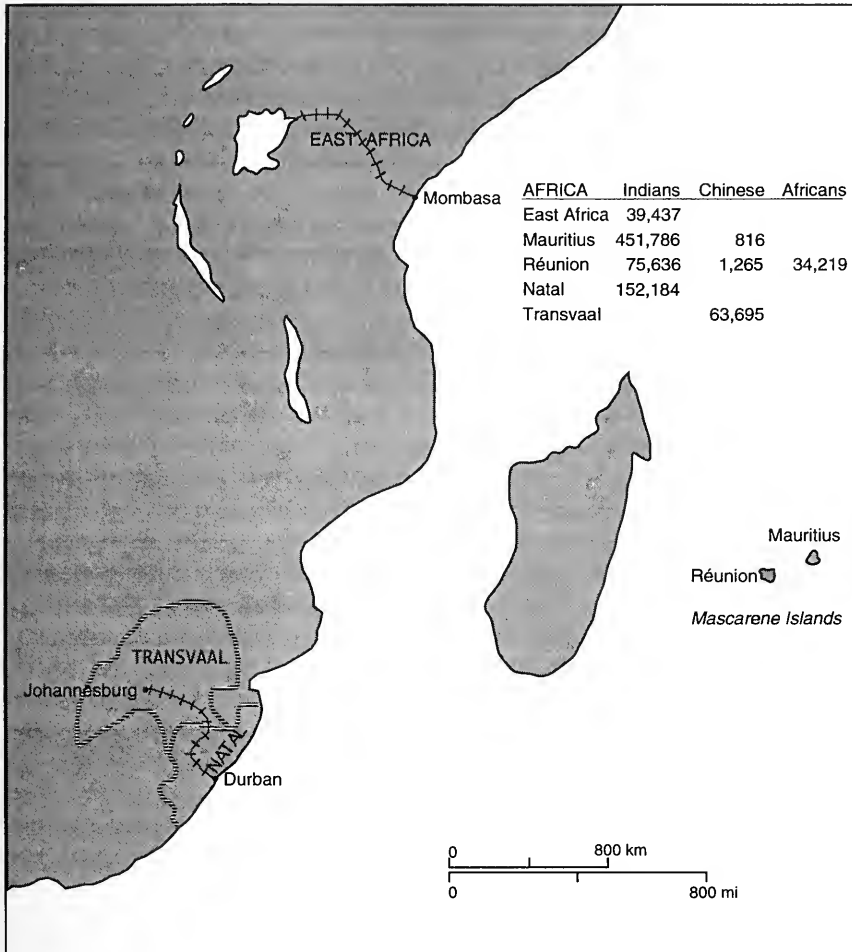 EAST AFRICA
Mombasa
AFRICA Indians Chinese Africans
East Africa 39,437
Mauritius 451,786 816
Réunion 75,636 1,265 34,219
Natal 152,184
Transvaal 63,695
Mauritius
Réunion
Mascarene Islands
TRANSVAAL
Johannesburg
NATAL
Durban
0 800 km
0 800 mi